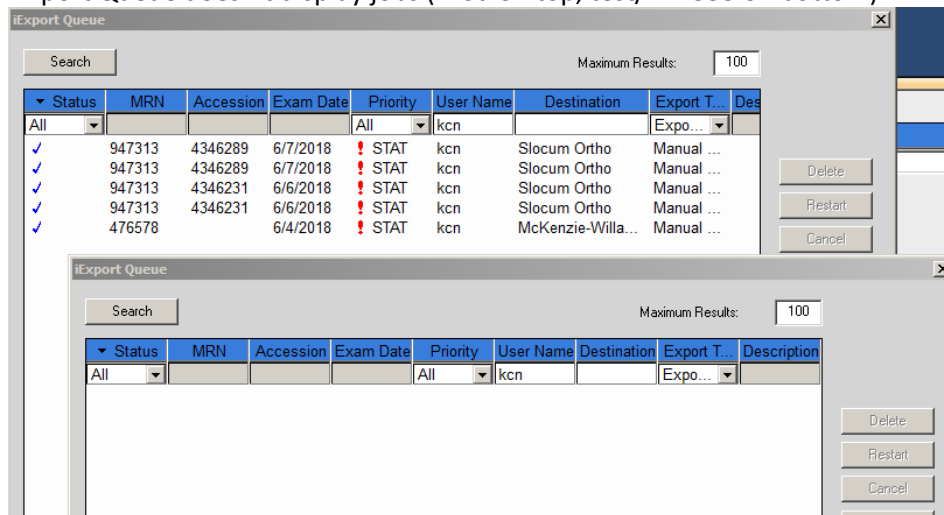 iExport Queue
Search Maximum Results: 100
Status MRN Accession Exam Date Priority User Name Destination Export T... Des
All All kcn Expo...
947313 4346289 6/7/2018 STAT kcn Slocum Ortho Manual ...
947313 4346289 6/7/2018 STAT kcn Slocum Ortho Manual ...
947313 4346231 6/6/2018 STAT kcn Slocum Ortho Manual ...
947313 4346231 6/6/2018 STAT kcn Slocum Ortho Manual ...
476578 6/4/2018 STAT kcn McKenzie-Willa... Manual ...
Delete
Restart
Cancel
iExport Queue
Search Maximum Results: 100
Status MRN Accession Exam Date Priority User Name Destination Export T... Description
All All kcn Expo...
Delete
Restart
Cancel